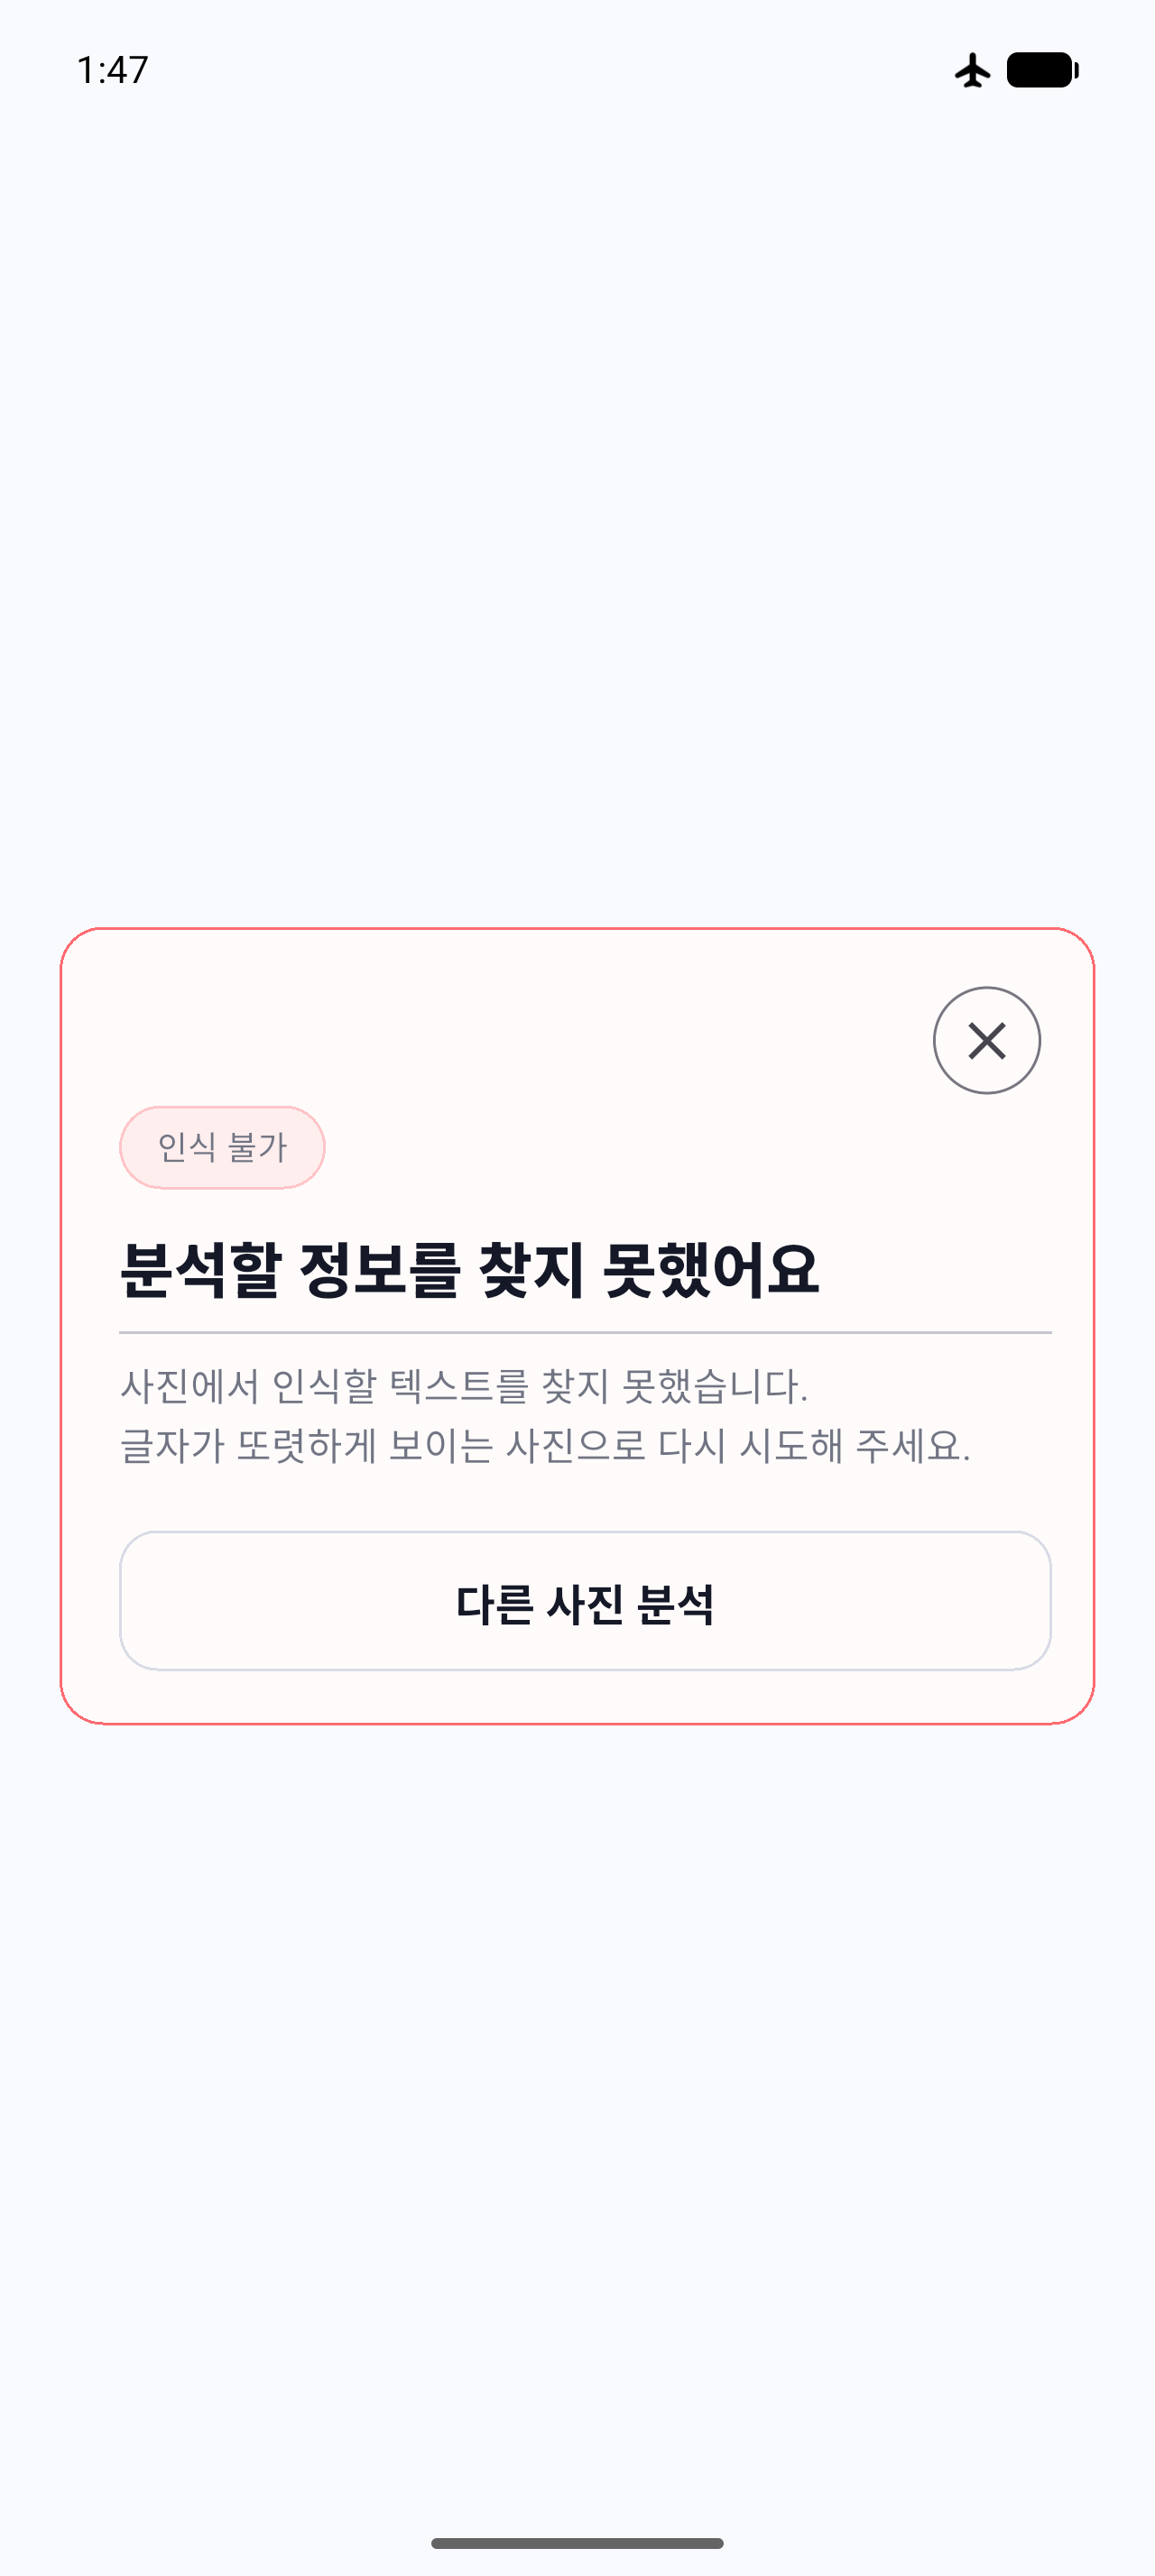 1:47
인식 불가
분석할 정보를 찾지 못했어요
사진에서 인식할 텍스트를 찾지 못했습니다.
글자가 또렷하게 보이는 사진으로 다시 시도해 주세요.
다른 사진 분석